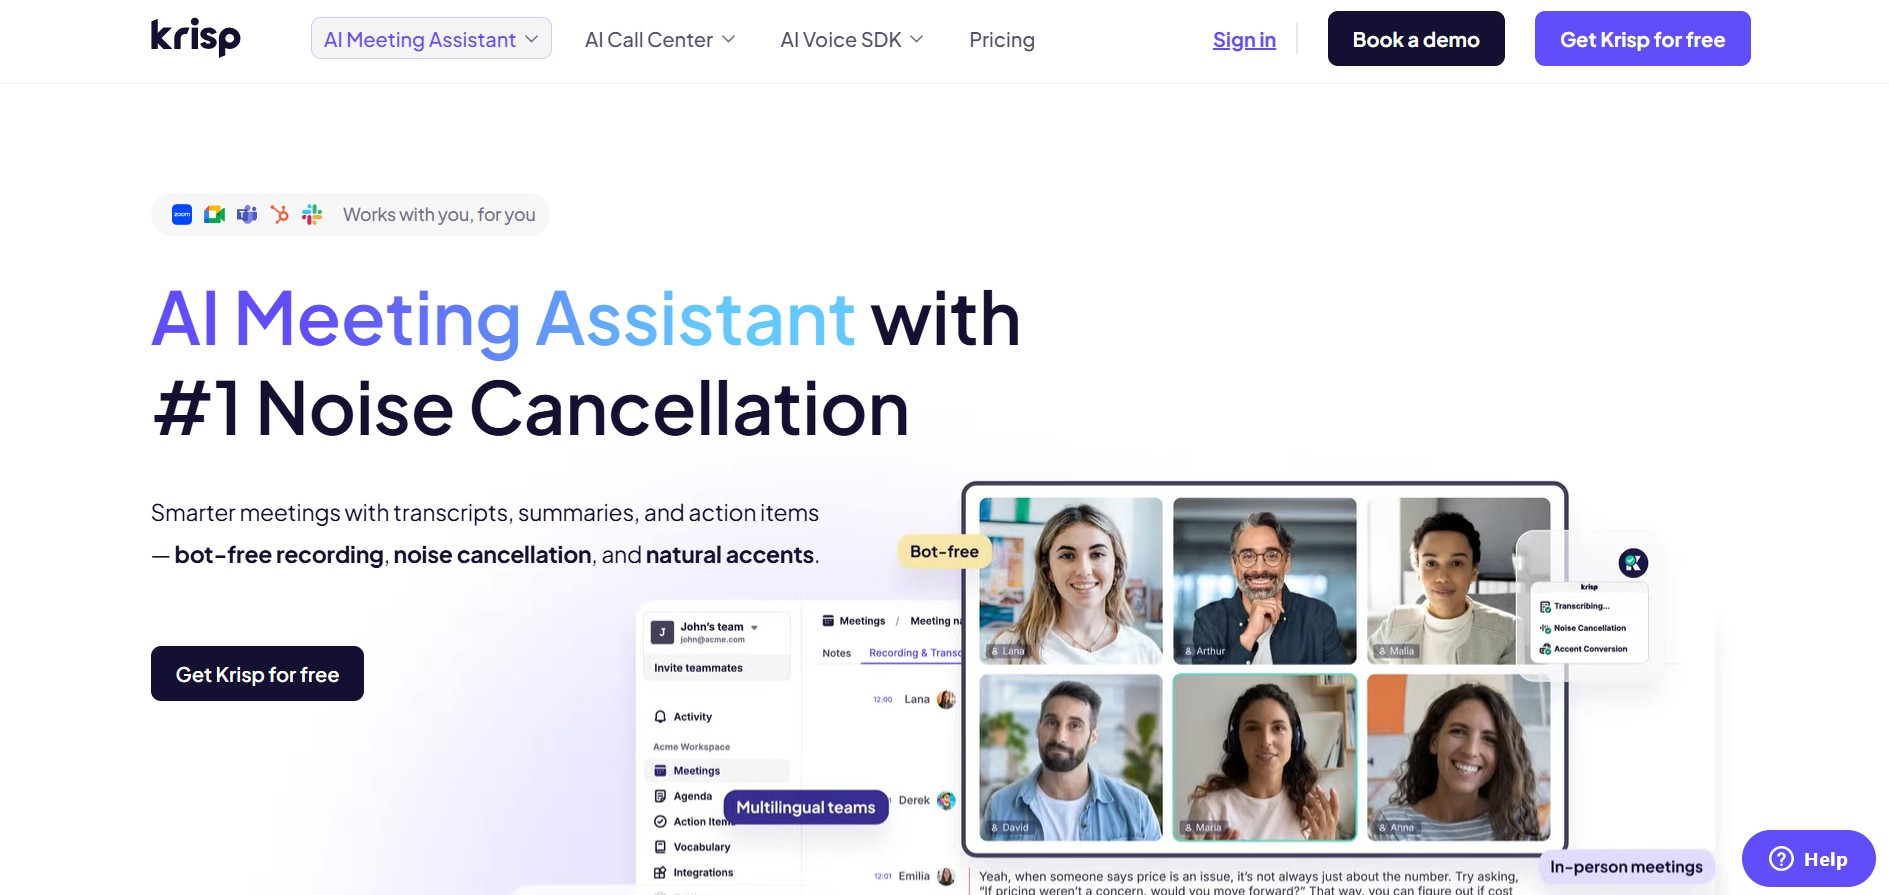 krisp
AI Meeting Assistant
AI Call Center
AI Voice SDK
Pricing
Sign in
Book a demo
Get Krisp for free
zoom
Works with you, for you
AI Meeting Assistant with
#1 Noise Cancellation
Smarter meetings with transcripts, summaries, and action items
— bot-free recording, noise cancellation, and natural accents.
Get Krisp for free
Bot-free
J
John's team
john@acme.com
Invite teammates
Activity
Acme Workspace
Meetings
Agenda
Action Items
Vocabulary
Integrations
Multilingual teams
Meetings / Meeting na
Notes
Recording & Transc
12:00 Lana
Derek
12:01 Emilia
Lana
Arthur
Malia
David
Maria
Anna
krisp
Transcribing...
Noise Cancellation
Accent Conversion
Yeah, when someone says price is an issue, it's not always just about the number. Try asking,
"If pricing weren't a concern, would you move forward?" That way, you can figure out if cost
In-person meetings
Help